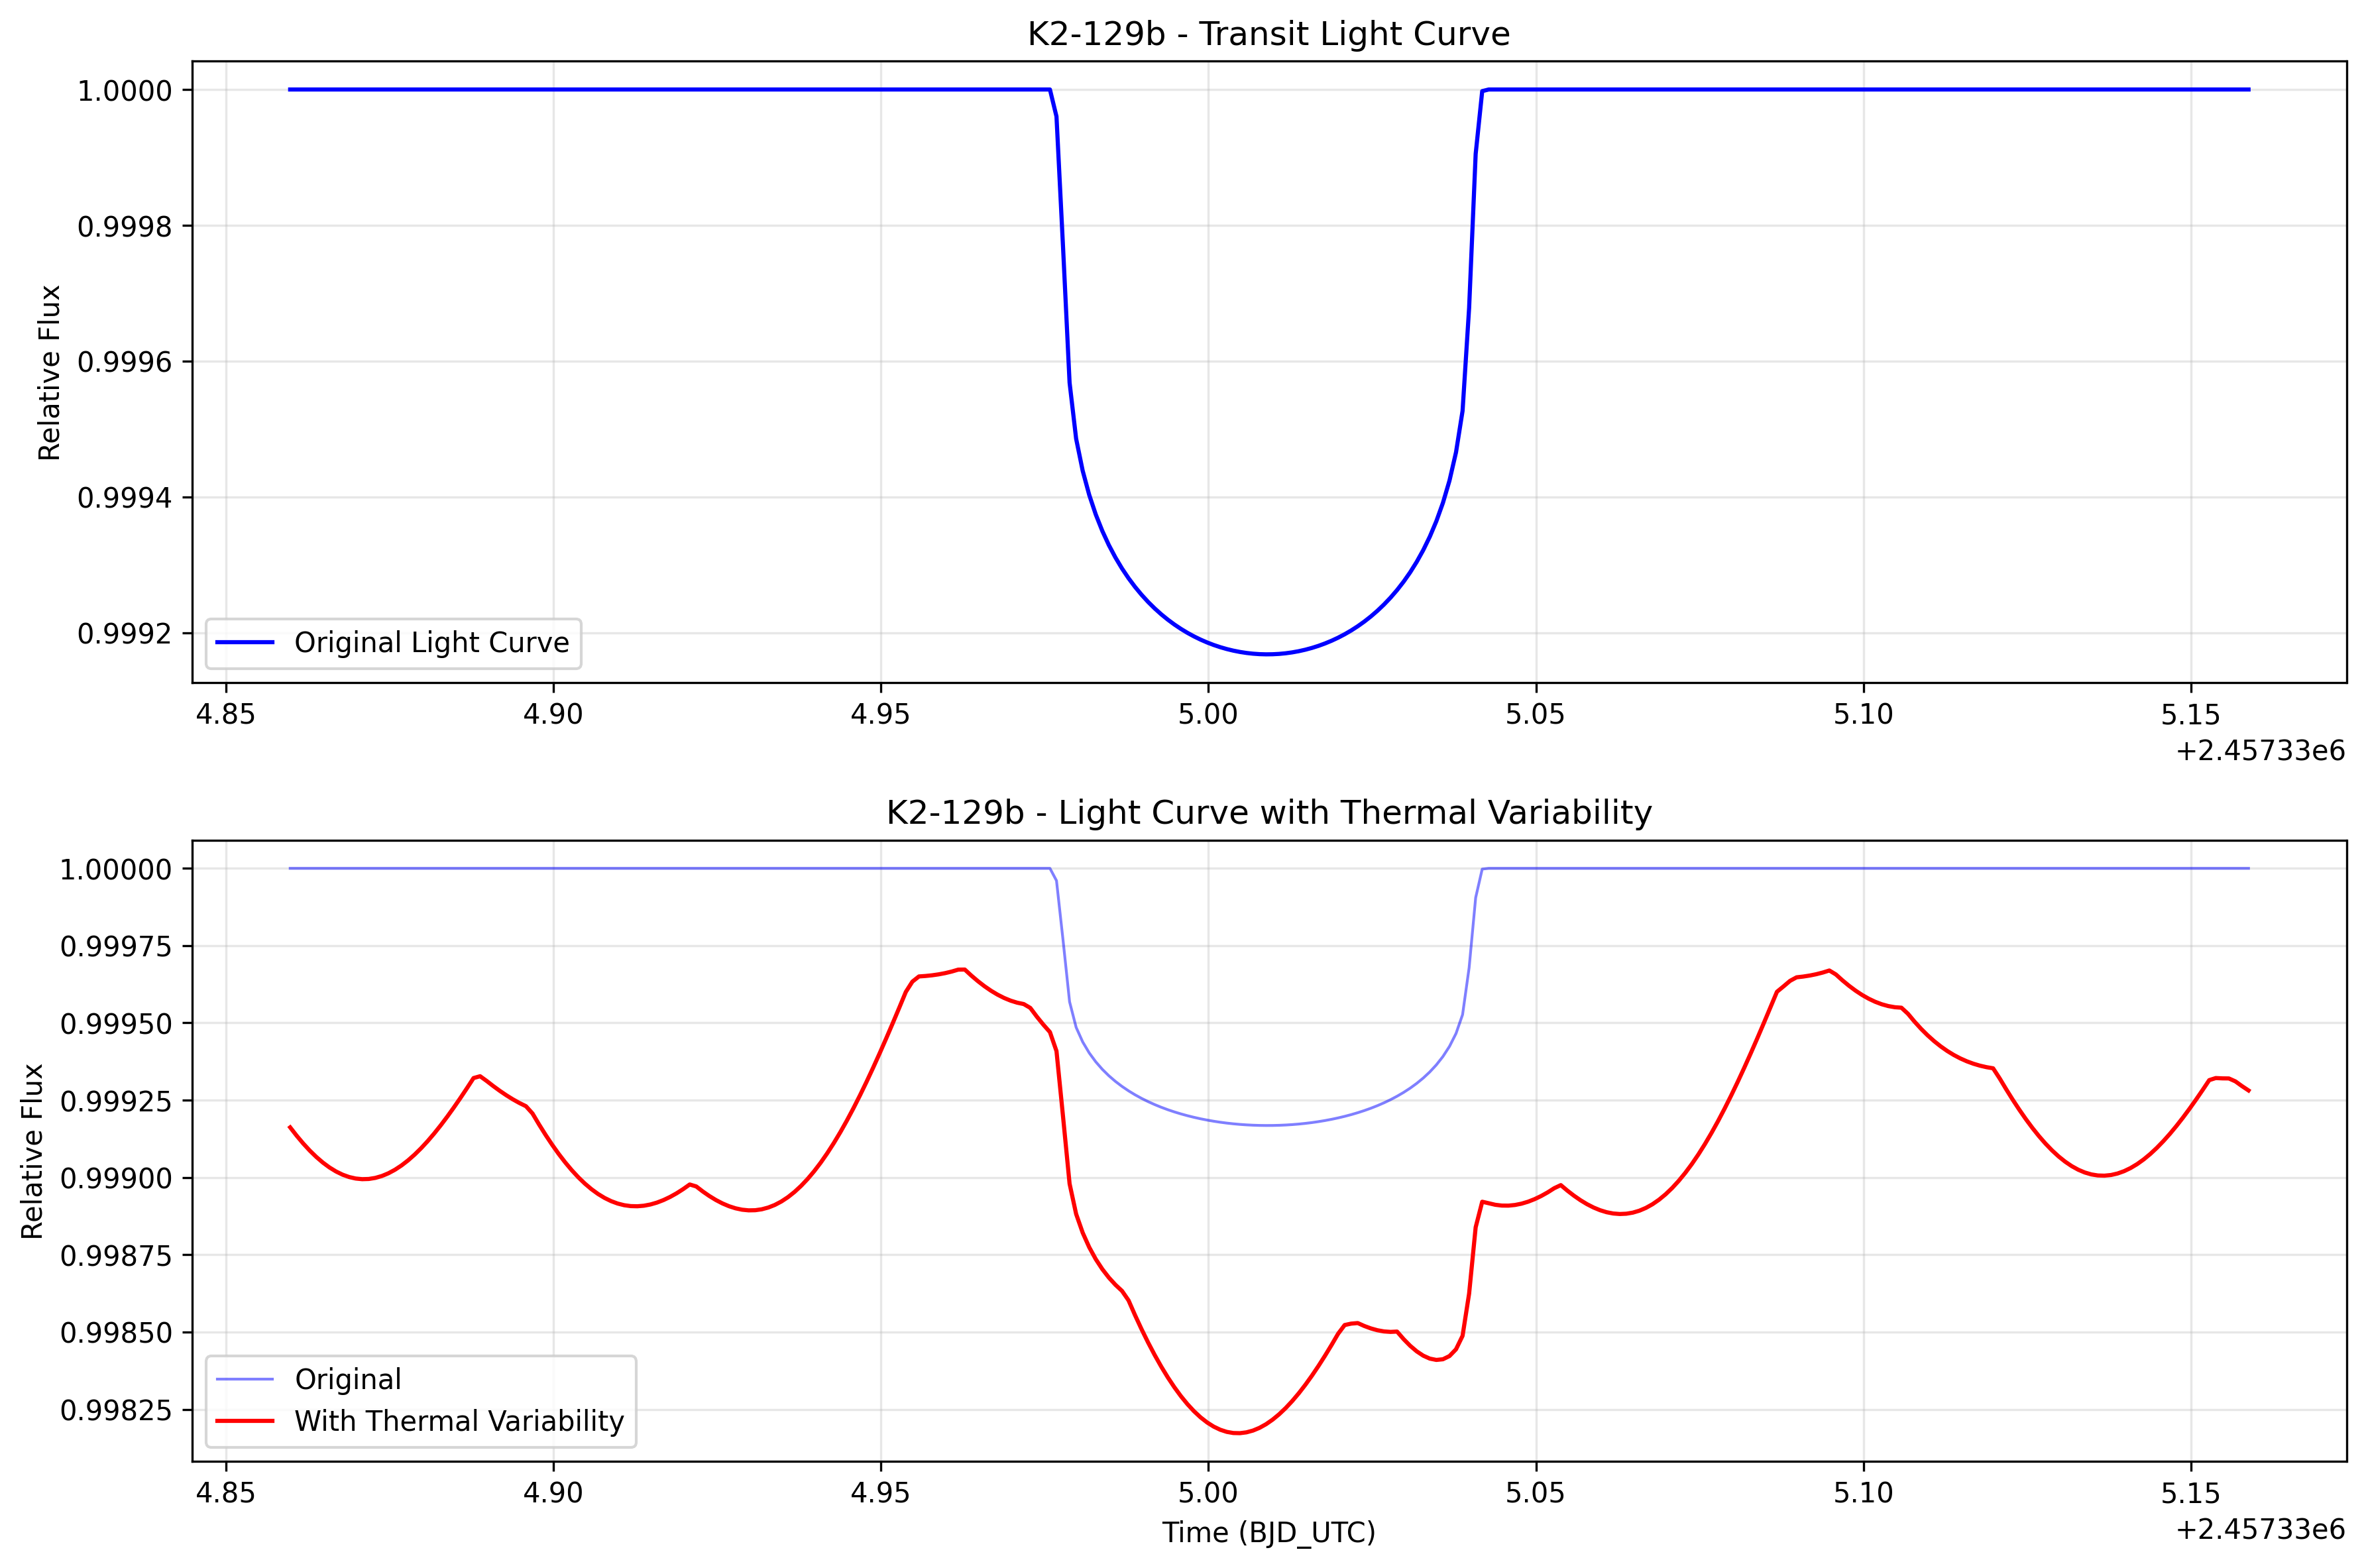 K2-129b - Transit Light Curve
Relative Flux
1.0000
0.9998
0.9996
0.9994
0.9992
Original Light Curve
4.85 4.90 4.95 5.00 5.05 5.10 5.15
+2.45733e6
K2-129b - Light Curve with Thermal Variability
Relative Flux
1.00000
0.99975
0.99950
0.99925
0.99900
0.99875
0.99850
0.99825
Original
With Thermal Variability
4.85 4.90 4.95 5.00 5.05 5.10 5.15
Time (BJD_UTC)
+2.45733e6